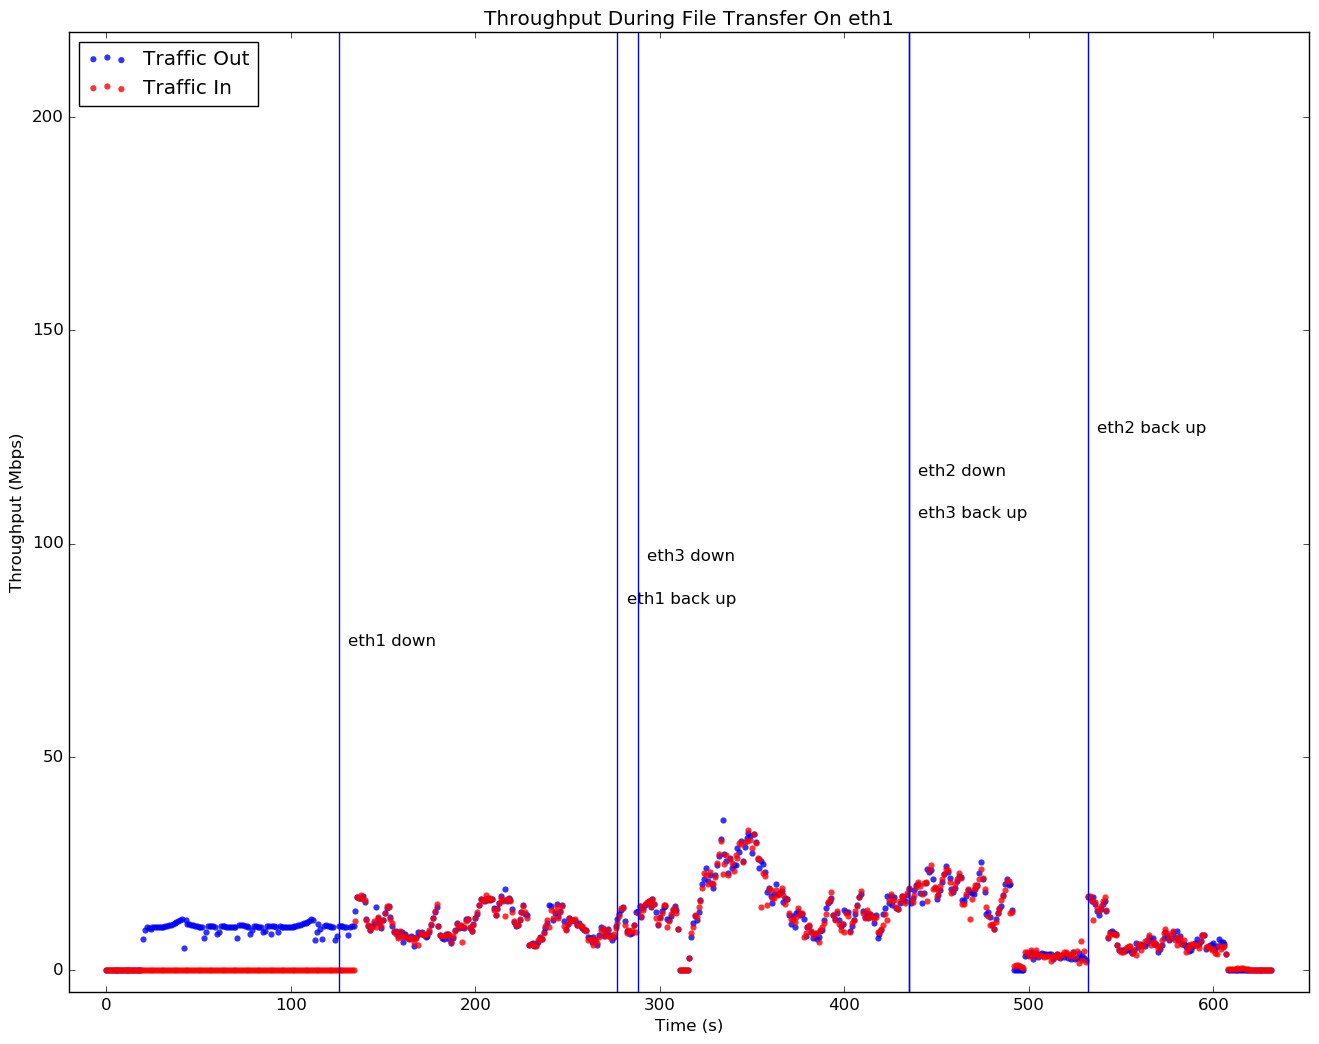 Throughput During File Transfer On eth1
Traffic Out
Traffic In
200
150
100
50
0
Throughput (Mbps)
eth2 back up
eth2 down
eth3 back up
eth3 down
eth1 back up
eth1 down
0 100 200 300 400 500 600
Time (s)